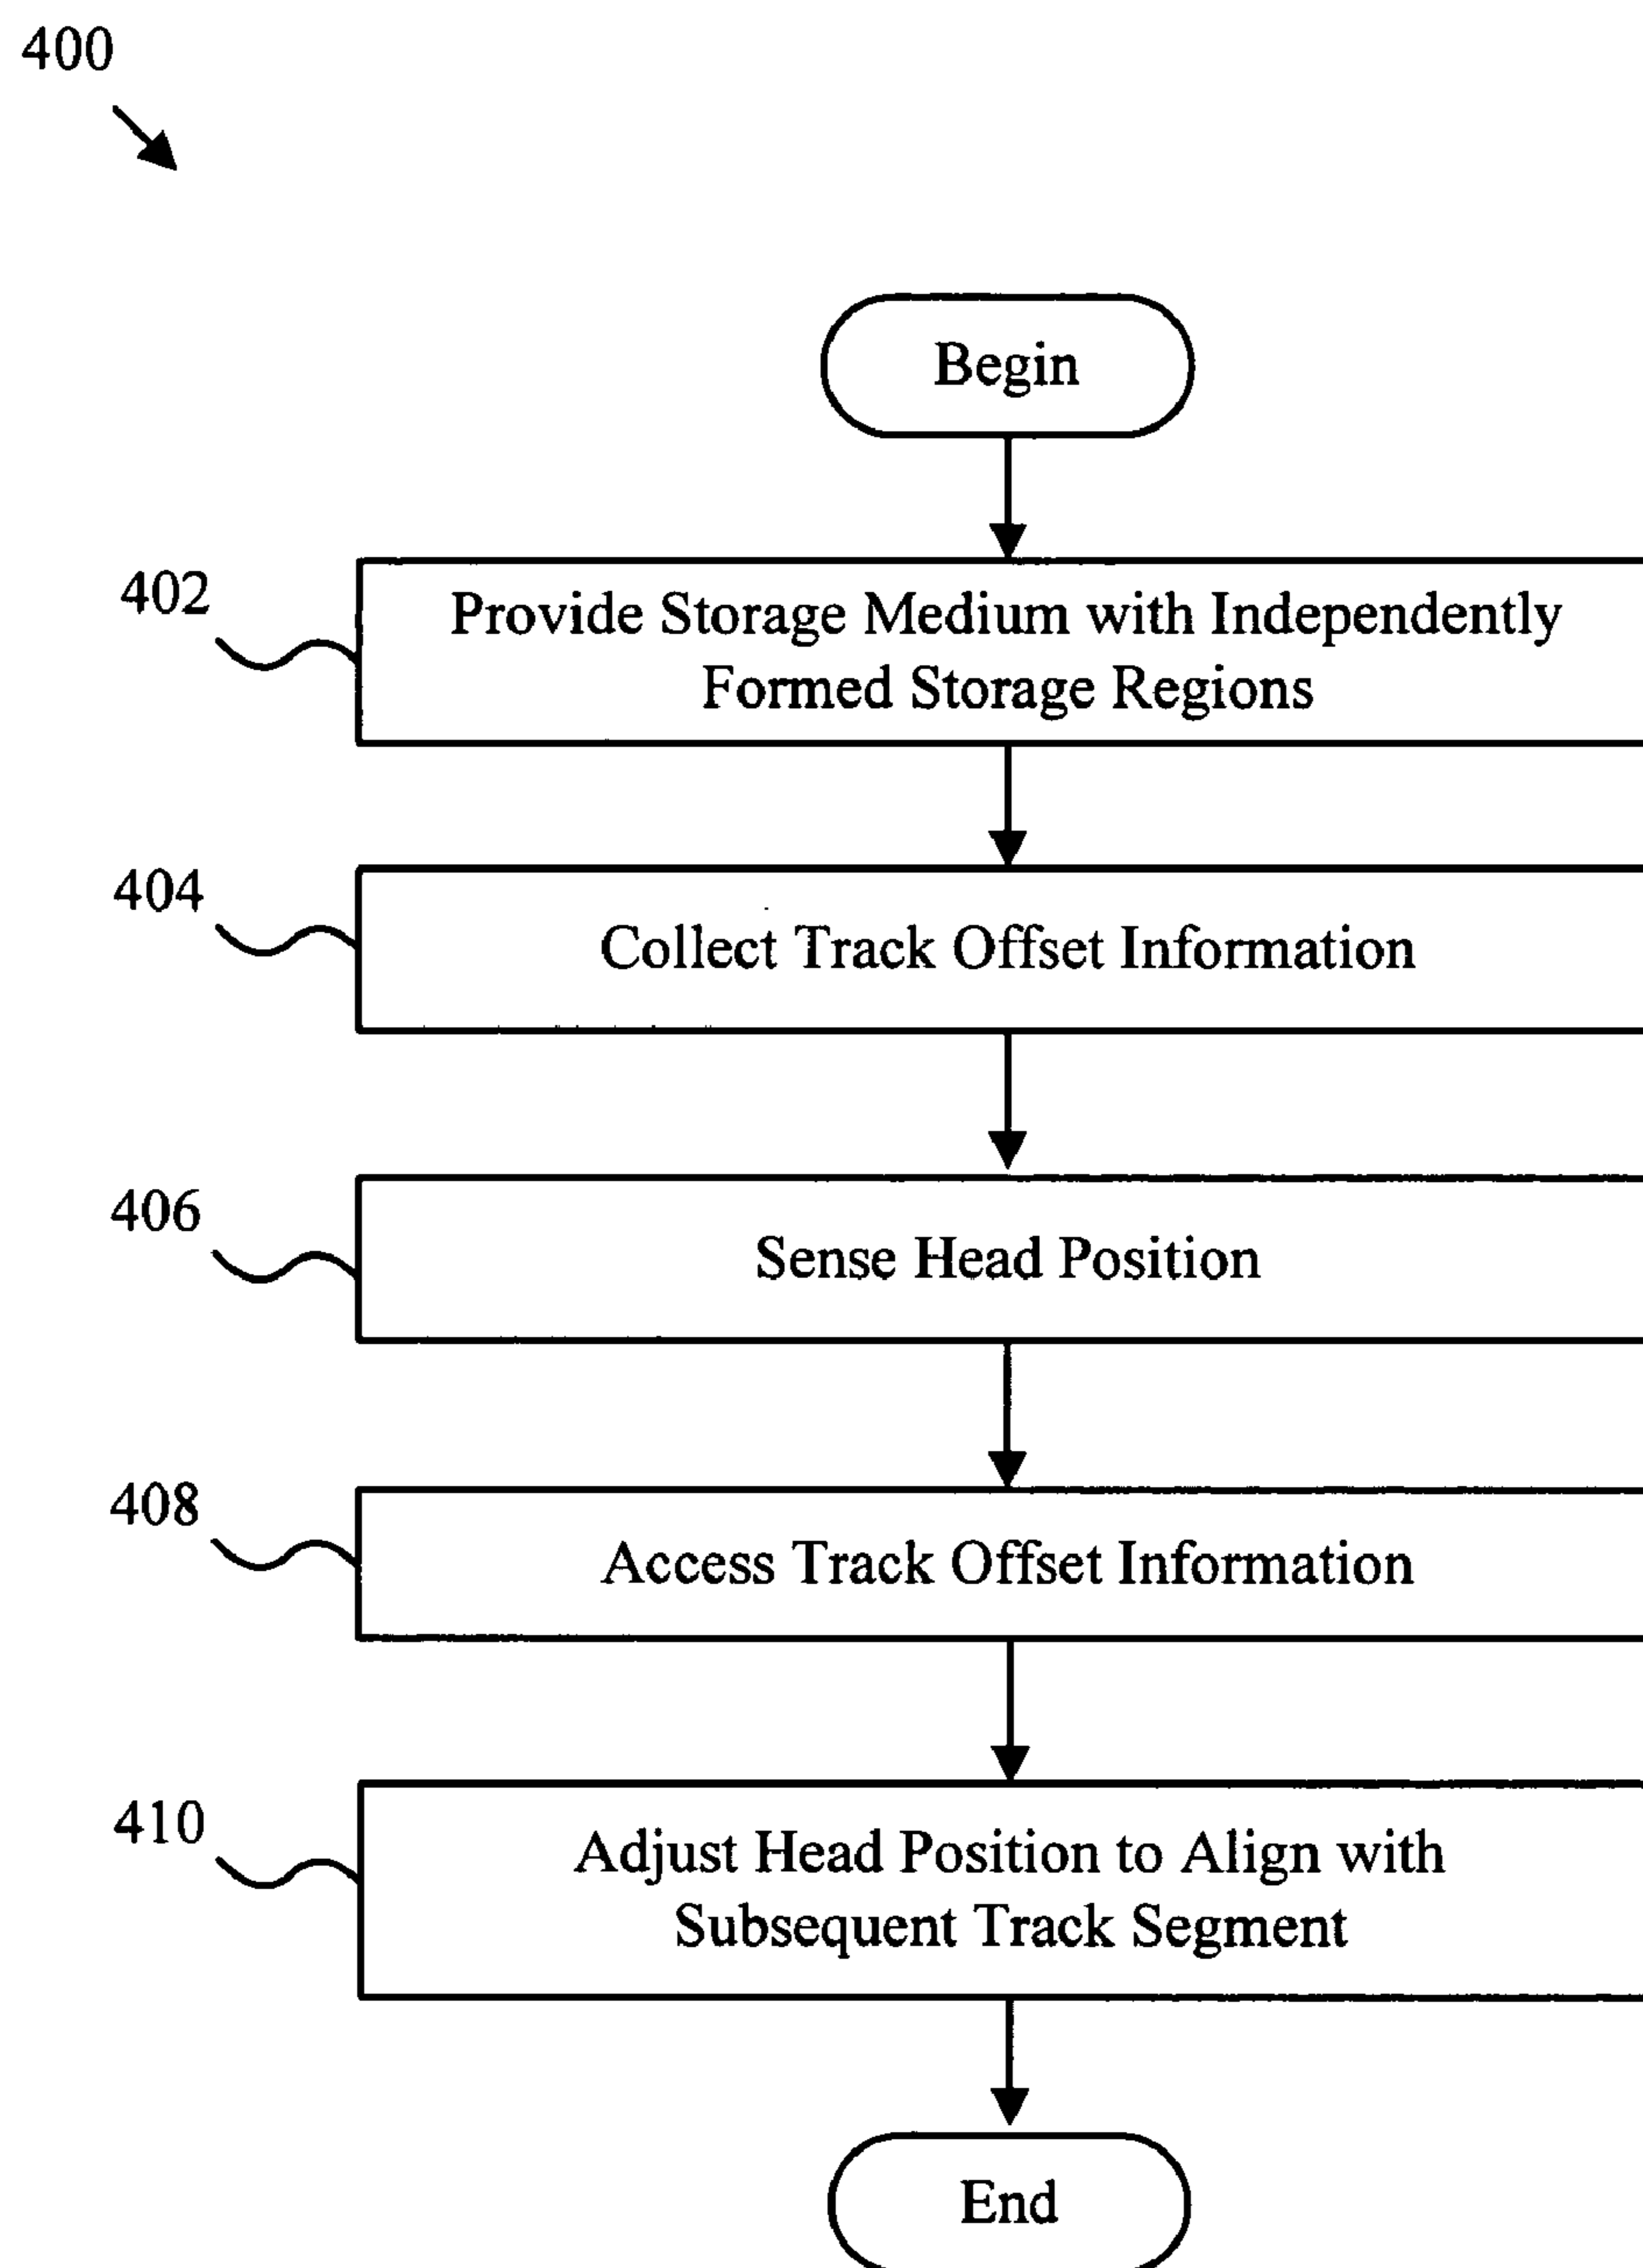 400
Begin
402
Provide Storage Medium with Independently
Formed Storage Regions
404
Collect Track Offset Information
406
Sense Head Position
408
Access Track Offset Information
410
Adjust Head Position to Align with
Subsequent Track Segment
End